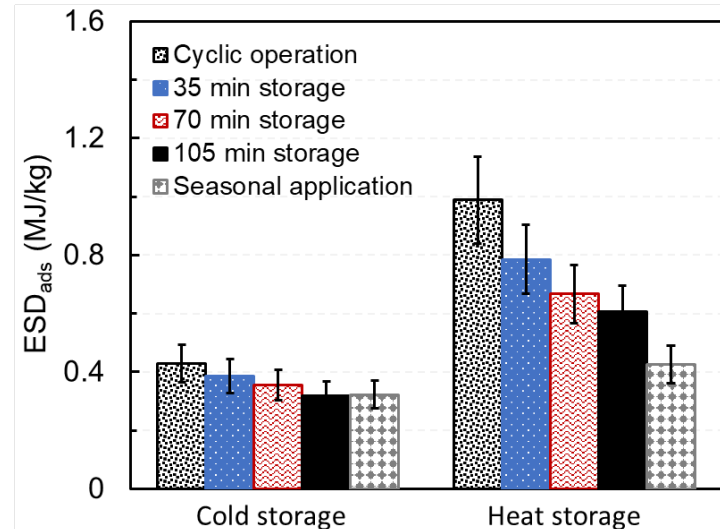 1.6
Cyclic operation
35 min storage
70 min storage
105 min storage
Seasonal application
1.2
0.8
0.4
0
ESDads (MJ/kg)
Cold storage Heat storage